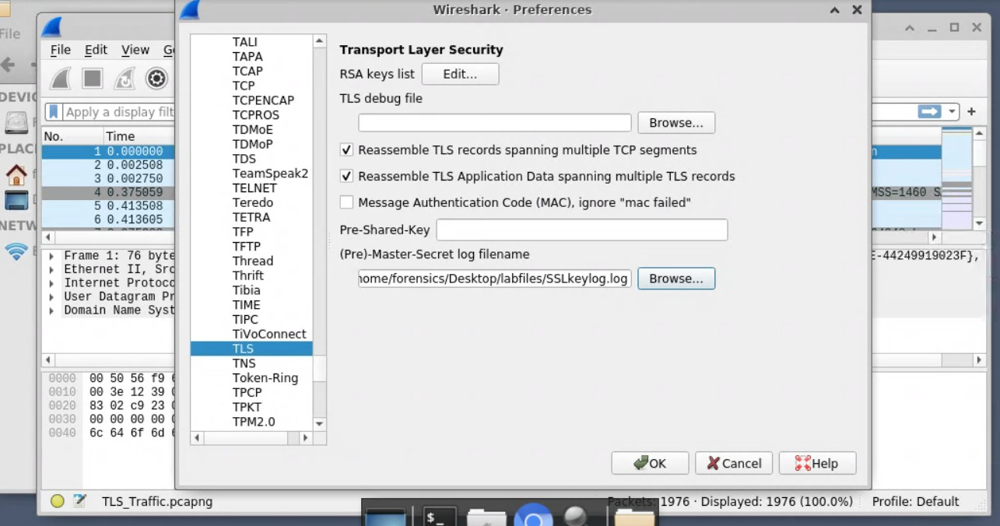 Wireshark · Preferences
File
File Edit View
Apply a display filt
DEVIC
PLAC
NETW
No. Time
1 0.000000
2 0.002508
3 0.002750
4 0.375059
5 0.413508
6 0.413605
MSS=1460 S
Frame 1: 76 byte
Ethernet II, Src
Internet Protoco
User Datagram Pr
Domain Name Syst
E-44249919023F},
0000 00 50 56 f9
0010 00 3e 12 39
0020 83 02 c9 23
0030 00 00 00 00
0040 6c 64 6f 6d
TALI
TAPA
TCAP
TCP
TCPENCAP
TCPROS
TDMoE
TDMoP
TDS
TeamSpeak2
TELNET
Teredo
TETRA
TFP
TFTP
Thread
Thrift
Tibia
TIME
TIPC
TiVoConnect
TLS
TNS
Token-Ring
TPCP
TPKT
TPM2.0
Transport Layer Security
RSA keys list Edit...
TLS debug file
Browse...
Reassemble TLS records spanning multiple TCP segments
Reassemble TLS Application Data spanning multiple TLS records
Message Authentication Code (MAC), ignore "mac failed"
Pre-Shared-Key
(Pre)-Master-Secret log filename
home/forensics/Desktop/labfiles/SSLkeylog.log Browse...
OK Cancel Help
TLS_Traffic.pcapng
Packets: 1976 · Displayed: 1976 (100.0%) Profile: Default
$_